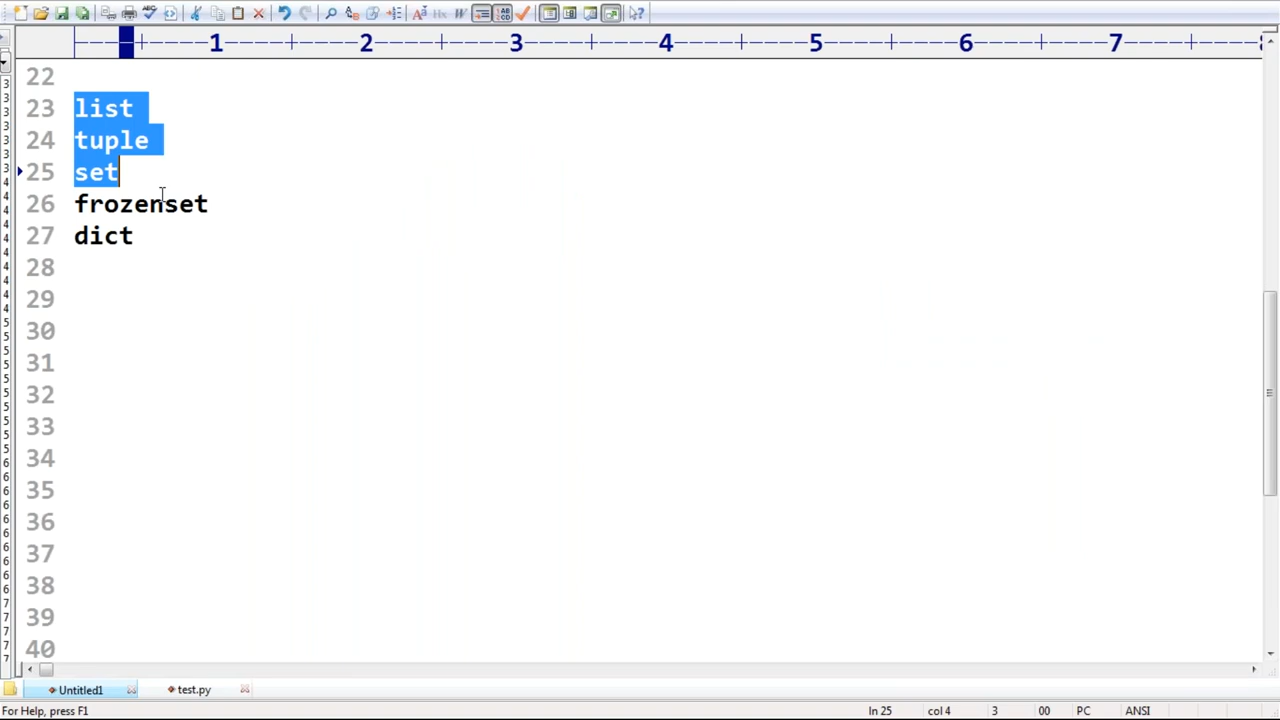 1 2 3 4 5 6 7
22
23 list
24 tuple
25 set
26 frozenset
27 dict
28
29
30
31
32
33
34
35
36
37
38
39
40
Untitled1 test.py
For Help, press F1 ln 25 col 4 3 00 PC ANSI